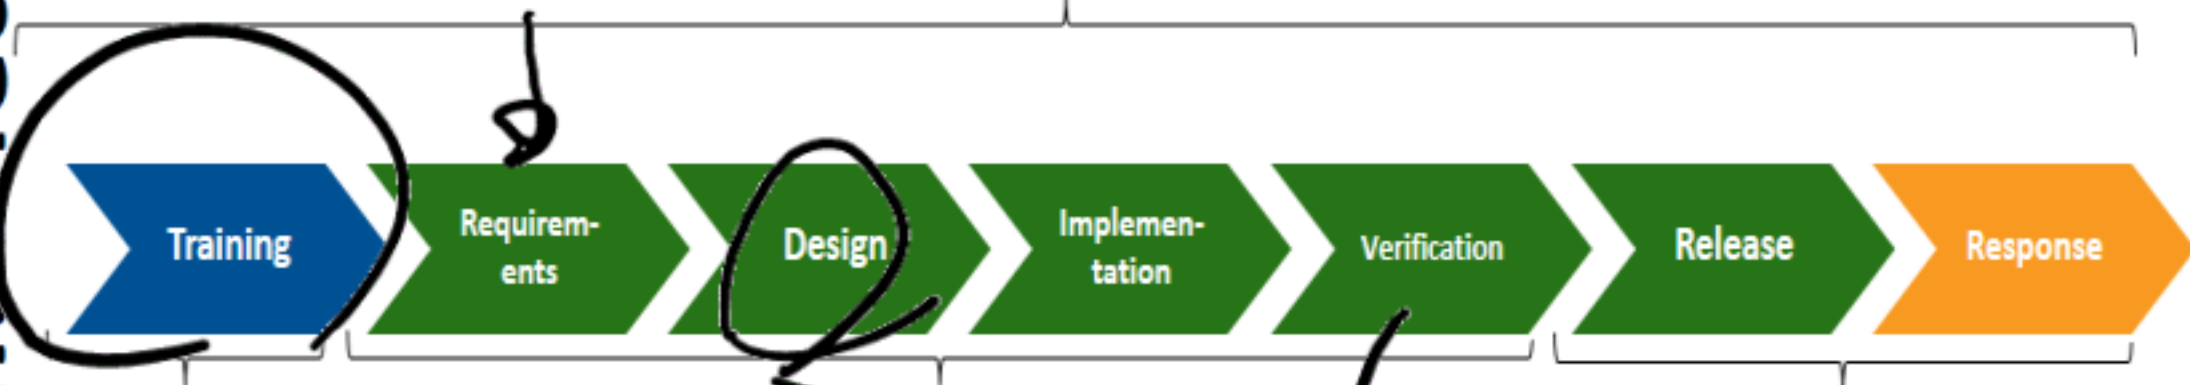 Training
Requirem-
ents
Design
Implemen-
tation
Verification
Release
Response